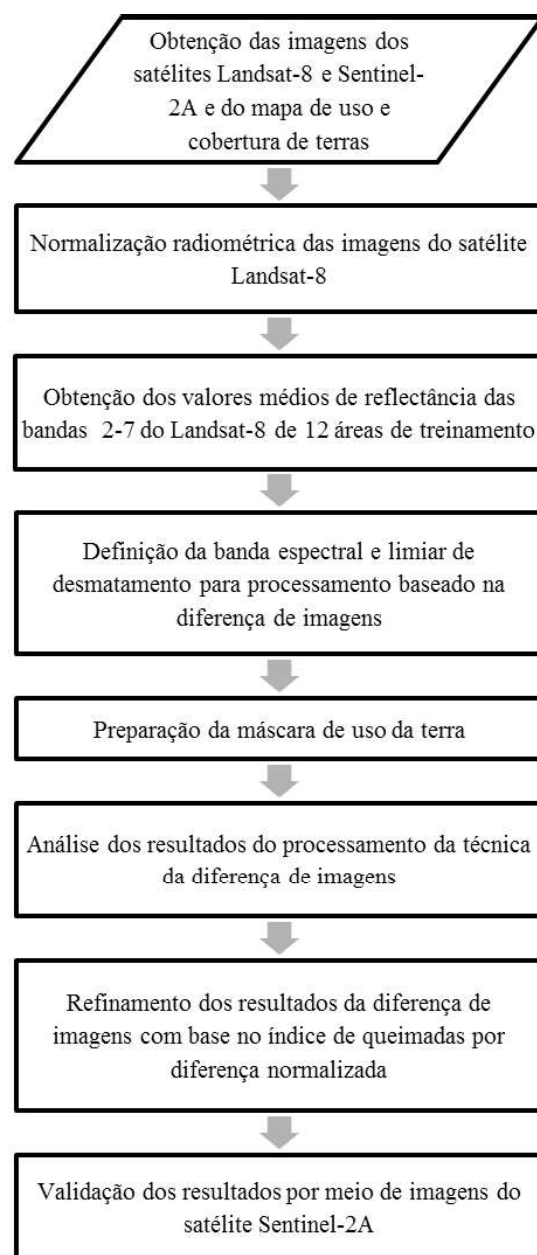 Obtenção das imagens dos
satélites Landsat-8 e Sentinel-
2A e do mapa de uso e
cobertura de terras
Normalização radiométrica das imagens do satélite
Landsat-8
Obtenção dos valores médios de reflectância das
bandas 2-7 do Landsat-8 de 12 áreas de treinamento
Definição da banda espectral e limiar de
desmatamento para processamento baseado na
diferença de imagens
Preparação da máscara de uso da terra
Análise dos resultados do processamento da técnica
da diferença de imagens
Refinamento dos resultados da diferença de
imagens com base no índice de queimadas por
diferença normalizada
Validação dos resultados por meio de imagens do
satélite Sentinel-2A